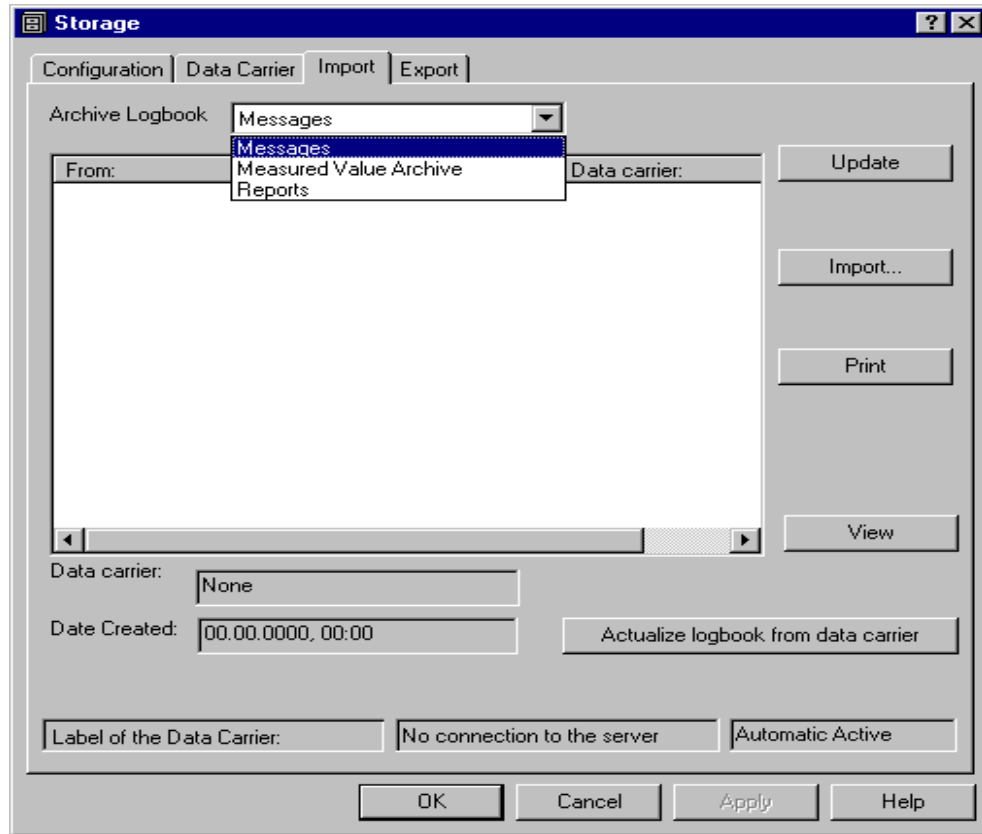 Storage
Configuration Data Carrier Import Export
Archive Logbook Messages
Messages
Measured Value Archive
Reports
From: Data carrier:
Update
Import...
Print
View
Data carrier: None
Date Created: 00.00.0000, 00:00
Actualize logbook from data carrier
Label of the Data Carrier: No connection to the server Automatic Active
OK Cancel Apply Help